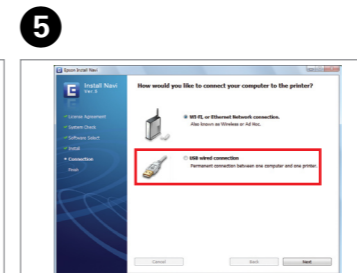 5
Epson Install Navi
Install Navi
How would you like to connect your computer to the printer?
License Agreement
System Check
Software Select
Install
Connection
Finish
Wi-Fi, or Ethernet Network connection.
Also known as Wireless or Ad Hoc.
USB wired connection
Permanent connection between one computer and one printer.
Cancel
Back
Next